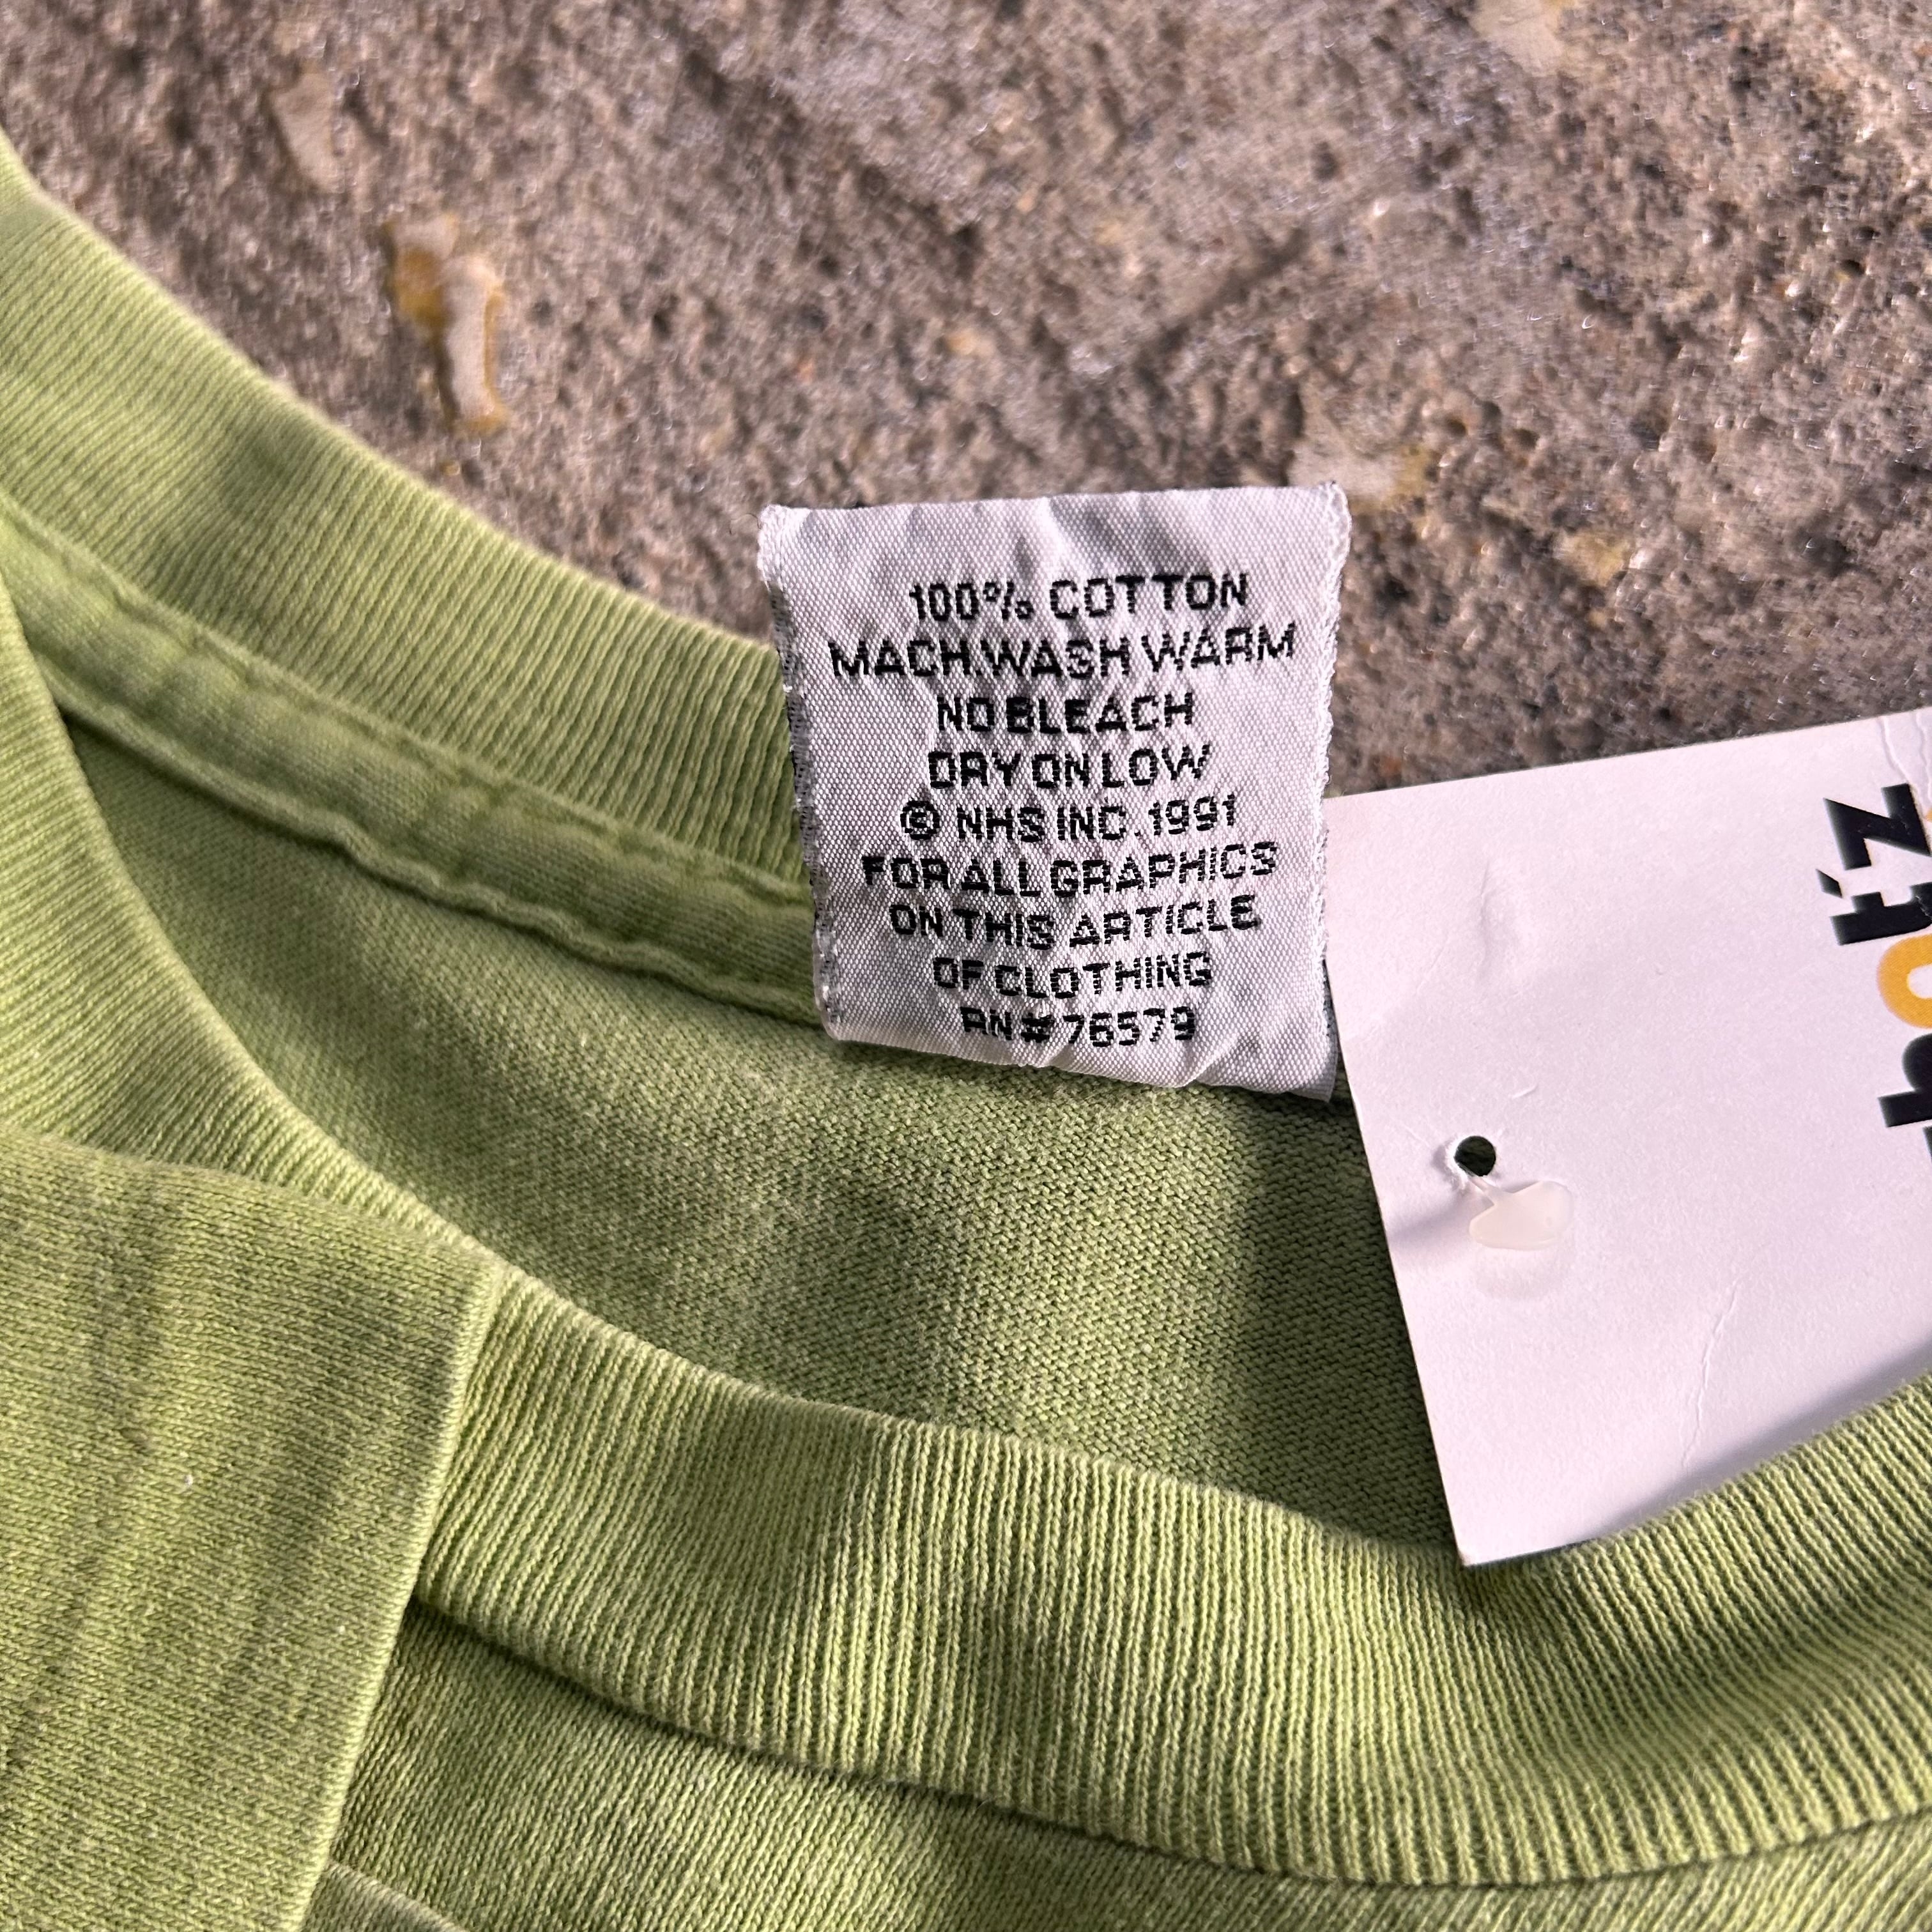 100% COTTON
MACH.WASH WARM
NO BLEACH
DRY ON LOW
© NHS INC. 1991
FOR ALL GRAPHICS
ON THIS ARTICLE
OF CLOTHING
RN# 76579